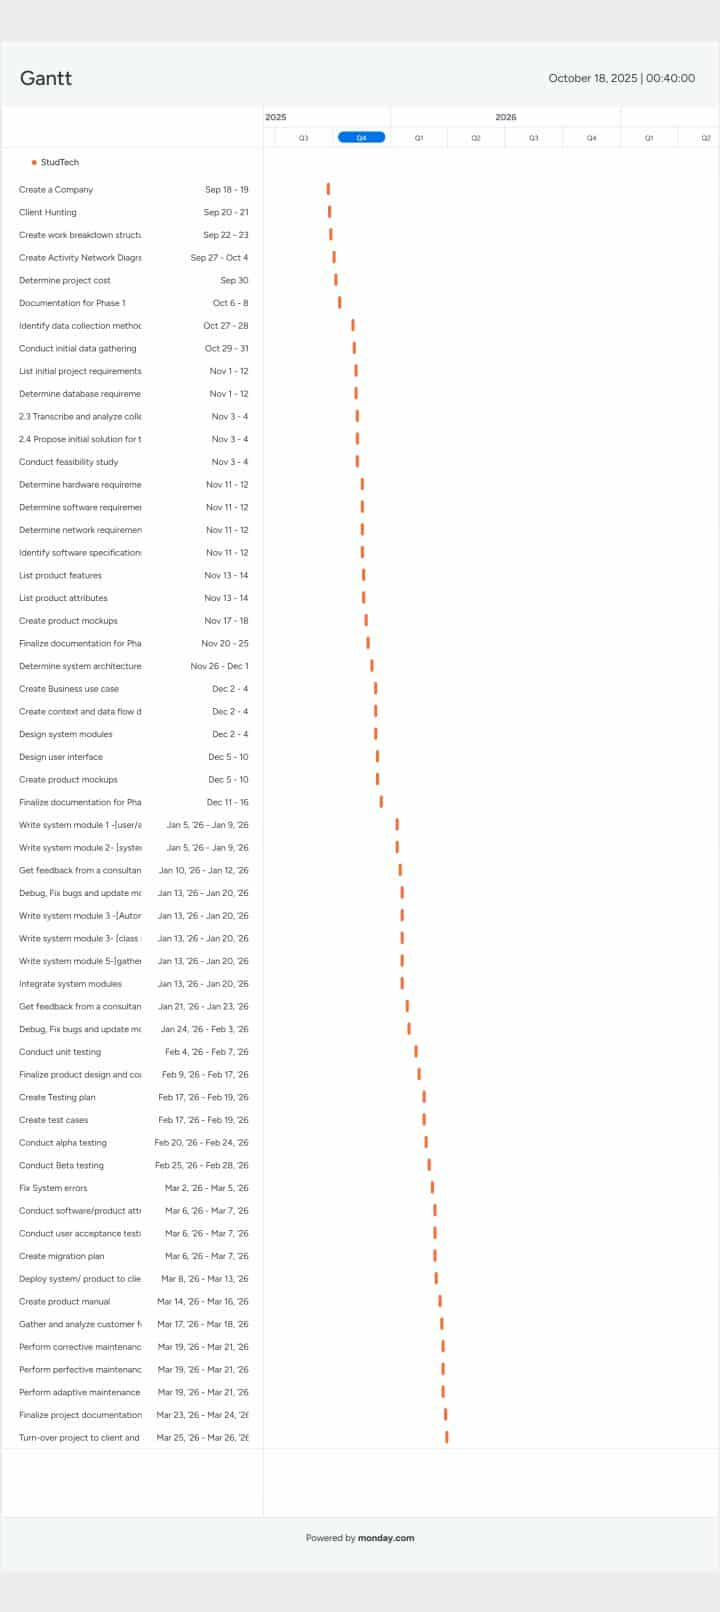 Gantt
October 18, 2025 | 00:40:00
2025 2026
Q3 Q4 Q1 Q2 Q3 Q4 Q1 Q2
StudTech
Create a Company Sep 18 - 19
Client Hunting Sep 20 - 21
Create work breakdown structu Sep 22 - 23
Create Activity Network Diagra Sep 27 - Oct 4
Determine project cost Sep 30
Documentation for Phase 1 Oct 6 - 8
Identify data collection method Oct 27 - 28
Conduct initial data gathering Oct 29 - 31
List initial project requirements Nov 1 - 12
Determine database requireme Nov 1 - 12
2.3 Transcribe and analyze colle Nov 3 - 4
2.4 Propose initial solution for t Nov 3 - 4
Conduct feasibility study Nov 3 - 4
Determine hardware requireme Nov 11 - 12
Determine software requiremen Nov 11 - 12
Determine network requiremen Nov 11 - 12
Identify software specifications Nov 11 - 12
List product features Nov 13 - 14
List product attributes Nov 13 - 14
Create product mockups Nov 17 - 18
Finalize documentation for Pha Nov 20 - 25
Determine system architecture Nov 26 - Dec 1
Create Business use case Dec 2 - 4
Create context and data flow d Dec 2 - 4
Design system modules Dec 2 - 4
Design user interface Dec 5 - 10
Create product mockups Dec 5 - 10
Finalize documentation for Pha Dec 11 - 16
Write system module 1 -[user/a Jan 5, '26 - Jan 9, '26
Write system module 2- [syster Jan 5, '26 - Jan 9, '26
Get feedback from a consultan Jan 10, '26 - Jan 12, '26
Debug, Fix bugs and update mo Jan 13, '26 - Jan 20, '26
Write system module 3 -[Autor Jan 13, '26 - Jan 20, '26
Write system module 3- [class Jan 13, '26 - Jan 20, '26
Write system module 5-[gather Jan 13, '26 - Jan 20, '26
Integrate system modules Jan 13, '26 - Jan 20, '26
Get feedback from a consultan Jan 21, '26 - Jan 23, '26
Debug, Fix bugs and update mo Jan 24, '26 - Feb 3, '26
Conduct unit testing Feb 4, '26 - Feb 7, '26
Finalize product design and cou Feb 9, '26 - Feb 17, '26
Create Testing plan Feb 17, '26 - Feb 19, '26
Create test cases Feb 17, '26 - Feb 19, '26
Conduct alpha testing Feb 20, '26 - Feb 24, '26
Conduct Beta testing Feb 25, '26 - Feb 28, '26
Fix System errors Mar 2, '26 - Mar 5, '26
Conduct software/product attr Mar 6, '26 - Mar 7, '26
Conduct user acceptance testi Mar 6, '26 - Mar 7, '26
Create migration plan Mar 6, '26 - Mar 7, '26
Deploy system/ product to clie Mar 8, '26 - Mar 13, '26
Create product manual Mar 14, '26 - Mar 16, '26
Gather and analyze customer Mar 17, '26 - Mar 18, '26
Perform corrective maintenanc Mar 19, '26 - Mar 21, '26
Perform perfective maintenanc Mar 19, '26 - Mar 21, '26
Perform adaptive maintenance Mar 19, '26 - Mar 21, '26
Finalize project documentation Mar 23, '26 - Mar 24, '26
Turn-over project to client and Mar 25, '26 - Mar 26, '26
Powered by monday.com